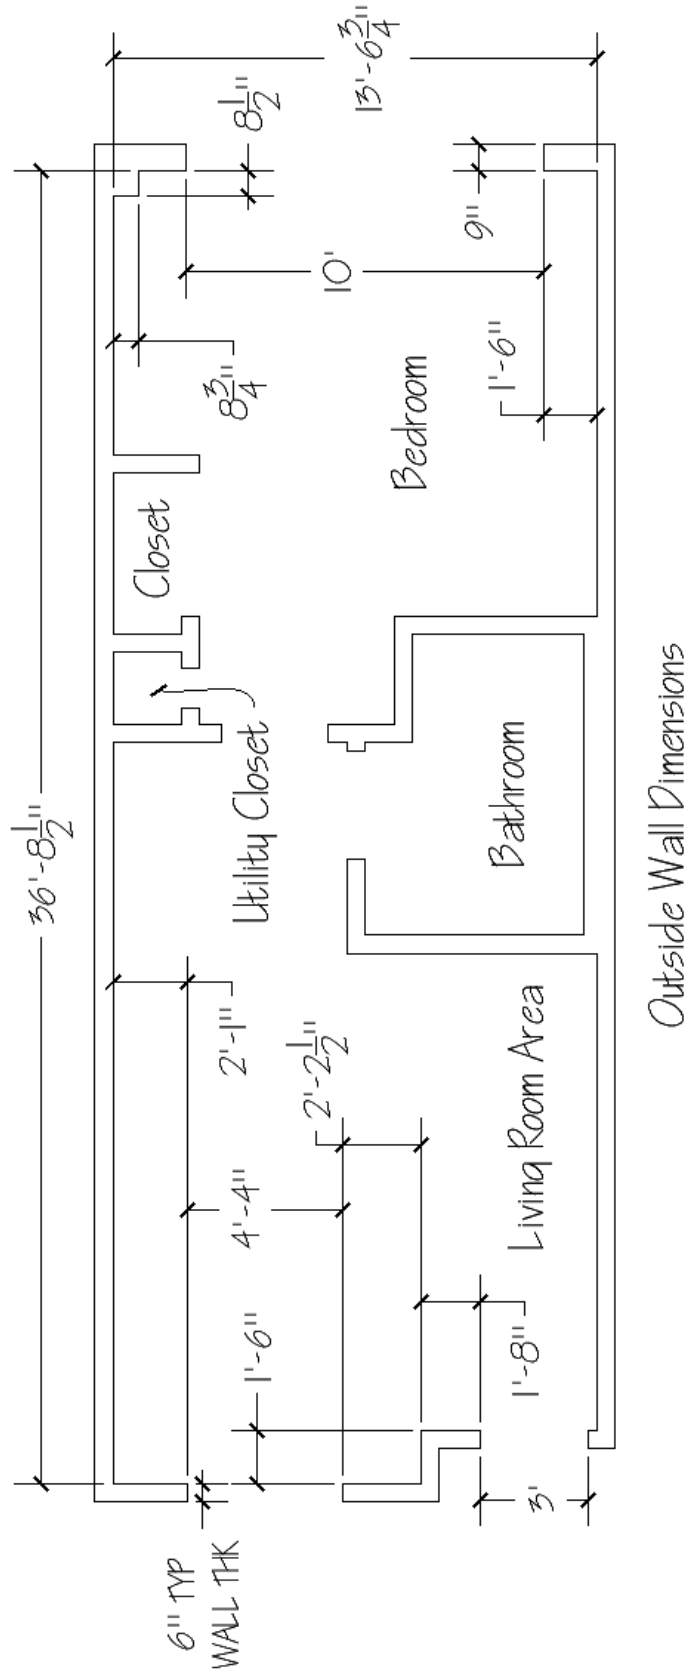 36'-8 1/2"
13'-6 3/4"
8 1/2"
10'
9"
8 3/4"
1'-6"
Closet
Bedroom
Utility Closet
Bathroom
2'-1"
2'-2 1/2"
4'-4"
Living Room Area
1'-6"
1'-8"
3'
6" TYP
WALL THK
Outside Wall Dimensions